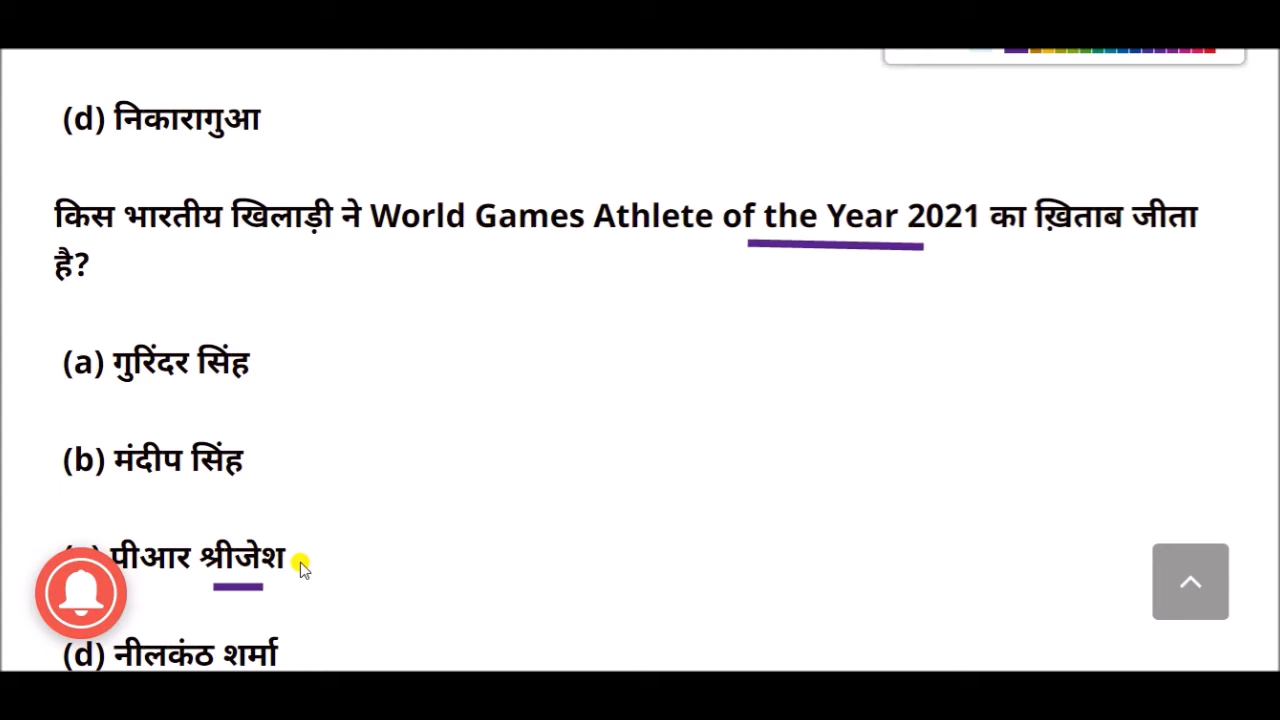 (d) निकारागुआ
किस भारतीय खिलाड़ी ने World Games Athlete of the Year 2021 का ख़िताब जीता
है?
(a) गुरिंदर सिंह
(b) मंदीप सिंह
पीआर श्रीजेश
(d) नीलकंठ शर्मा